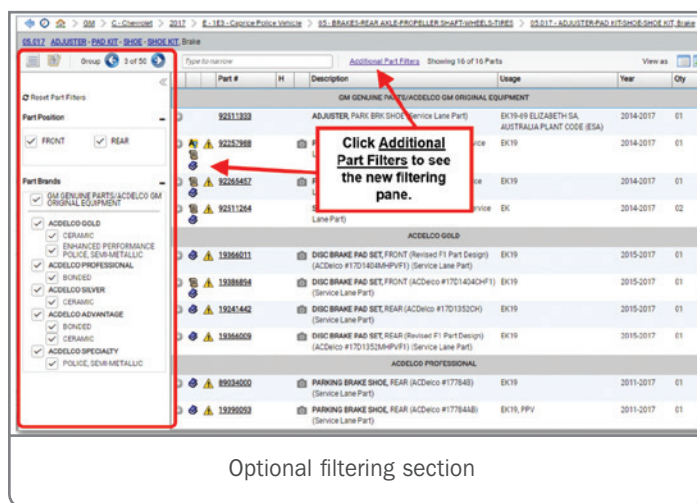 GM > C - Chevrolet > 2017 > E - 1E3 - Caprice Police Vehicle > 05 - BRAKES-REAR AXLE-PROPELLER SHAFT-WHEELS-TIRES > 05.017 - ADJUSTER-PAD KIT-SHOE-SHOE KIT, Brake
05.017 ADJUSTER - PAD KIT - SHOE - SHOE KIT, Brake
Group 3 of 50 Type to narrow Additional Part Filters Showing 16 of 16 Parts View as
Part # H Description Usage Year Qty
Reset Part Filters
Part Position
FRONT REAR
Part Brands
GM GENUINE PARTS/ACDELCO GM
ORIGINAL EQUIPMENT
ACDELCO GOLD
CERAMIC
ENHANCED PERFORMANCE
POLICE, SEMI-METALLIC
ACDELCO PROFESSIONAL
BONDED
ACDELCO SILVER
CERAMIC
ACDELCO ADVANTAGE
BONDED
CERAMIC
ACDELCO SPECIALTY
POLICE, SEMI-METALLIC
GM GENUINE PARTS/ACDELCO GM ORIGINAL EQUIPMENT
92511333 ADJUSTER, PARK BRK SHOE (Service Lane Part) EK19-69 ELIZABETH SA, 2014-2017 01
AUSTRALIA PLANT CODE (ESA)
92257988 EK19 2014-2017 01
92265457 EK19 2014-2017 01
92511264 EK 2014-2017 02
Lane Part)
Click Additional
Part Filters to see
the new filtering
pane.
ACDELCO GOLD
19366011 DISC BRAKE PAD SET, FRONT (Revised F1 Part Design) EK19 2015-2017 01
(ACDelco #17D1404MHPVF1) (Service Lane Part)
19386894 DISC BRAKE PAD SET, FRONT (ACDelco #17D1404CHF1) EK19 2015-2017 01
(Service Lane Part)
19241442 DISC BRAKE PAD SET, REAR (ACDelco #17D1352CH) EK19 2015-2017 01
(Service Lane Part)
19366009 DISC BRAKE PAD SET, REAR (Revised F1 Part Design) EK19 2015-2017 01
(ACDelco #17D1352MHPVF1) (Service Lane Part)
ACDELCO PROFESSIONAL
89034000 PARKING BRAKE SHOE, REAR (ACDelco #17784B) EK19 2011-2017 01
(Service Lane Part)
19390093 PARKING BRAKE SHOE, REAR (ACDelco #17784AB) EK19, PPV 2011-2017 01
(Service Lane Part)
Optional filtering section